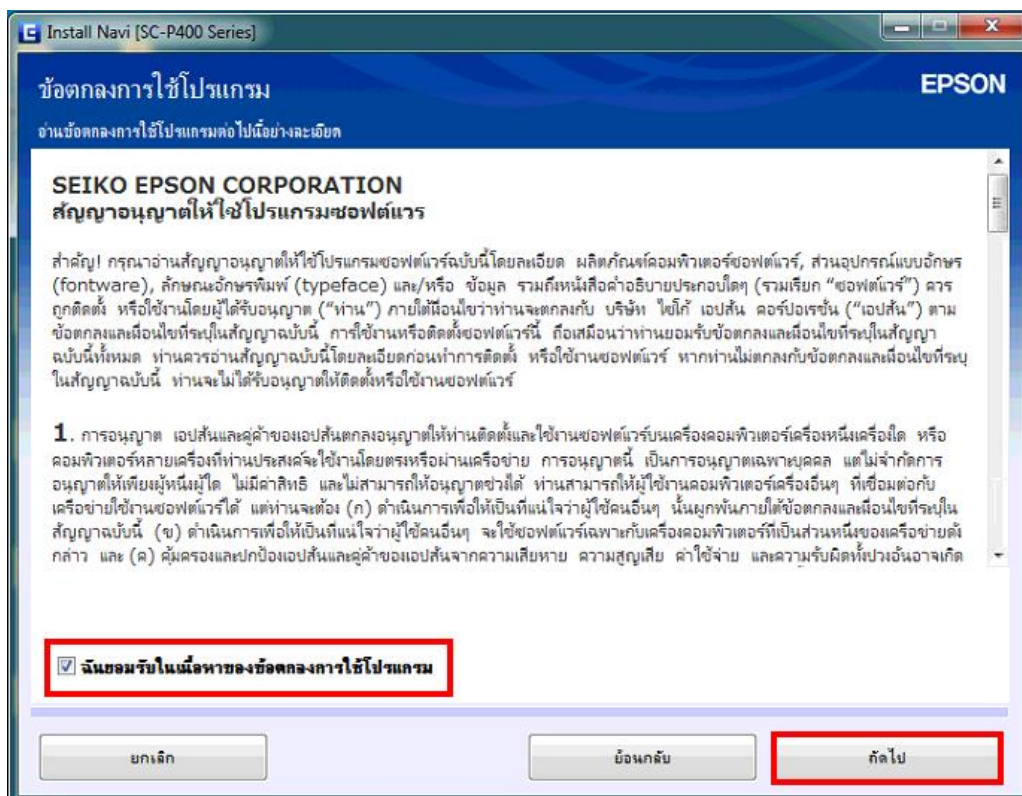 Install Navi [SC-P400 Series]
ข้อตกลงการใช้โปรแกรม
EPSON
อ่านข้อตกลงการใช้โปรแกรมต่อไปนี้อย่างละเอียด
SEIKO EPSON CORPORATION
สัญญาอนุญาตให้ใช้โปรแกรมซอฟต์แวร
สำคัญ! กรุณาอ่านสัญญาอนุญาตให้ใช้โปรแกรมซอฟต์แวร์ฉบับนี้โดยละเอียด ผลิตภัณฑ์คอมพิวเตอร์ซอฟต์แวร์, ส่วนอุปกรณ์แบบอักษร
(fontware), ลักษณะอักษรพิมพ์ (typeface) และ/หรือ ข้อมูล รวมถึงหนังสือคำอธิบายประกอบใดๆ (รวมเรียก “ซอฟต์แวร์”) ควร
ถูกติดตั้ง หรือใช้งานโดยผู้ได้รับอนุญาต (“ท่าน”) ภายใต้เงื่อนไขว่าท่านจะตกลงกับ บริษัท ไซโก้ เอปสัน คอร์ปอเรชั่น (“เอปสัน”) ตาม
ข้อตกลงและเงื่อนไขที่ระบุในสัญญาฉบับนี้ การใช้งานหรือติดตั้งซอฟต์แวร์นี้ ถือเสมือนว่าท่านยอมรับข้อตกลงและเงื่อนไขที่ระบุในสัญญา
ฉบับนี้ทั้งหมด ท่านควรอ่านสัญญาฉบับนี้โดยละเอียดก่อนทำการติดตั้ง หรือใช้งานซอฟต์แวร์ หากท่านไม่ตกลงกับข้อตกลงและเงื่อนไขที่ระบุ
ในสัญญาฉบับนี้ ท่านจะไม่ได้รับอนุญาตให้ติดตั้งหรือใช้งานซอฟต์แวร์
1. การอนุญาต เอปสันและคู่ค้าของเอปสันตกลงอนุญาตให้ท่านติดตั้งและใช้งานซอฟต์แวร์บนเครื่องคอมพิวเตอร์เครื่องหนึ่งเครื่องใด หรือ
คอมพิวเตอร์หลายเครื่องที่ท่านประสงค์จะใช้งานโดยตรงหรือผ่านเครือข่าย การอนุญาตนี้ เป็นการอนุญาตเฉพาะบุคคล แต่ไม่จำกัดการ
อนุญาตให้เพียงผู้หนึ่งผู้ใด ไม่มีค่าสิทธิ และไม่สามารถให้อนุญาตช่วงได้ ท่านสามารถให้ผู้ใช้งานคอมพิวเตอร์เครื่องอื่นๆ ที่เชื่อมต่อกับ
เครือข่ายใช้งานซอฟต์แวร์ได้ แต่ท่านจะต้อง (ก) ดำเนินการเพื่อให้เป็นที่แน่ใจว่าผู้ใช้คนอื่นๆ นั้นผูกพันภายใต้ข้อตกลงและเงื่อนไขที่ระบุใน
สัญญาฉบับนี้ (ข) ดำเนินการเพื่อให้เป็นที่แน่ใจว่าผู้ใช้คนอื่นๆ จะใช้ซอฟต์แวร์เฉพาะกับเครื่องคอมพิวเตอร์ที่เป็นส่วนหนึ่งของเครือข่ายดัง
กล่าว และ (ค) คุ้มครองและปกป้องเอปสันและคู่ค้าของเอปสันจากความเสียหาย ความสูญเสีย ค่าใช้จ่าย และความรับผิดทั้งปวงอันอาจเกิด
ฉันยอมรับในเนื้อหาของข้อตกลงการใช้โปรแกรม
ยกเลิก
ย้อนกลับ
ถัดไป